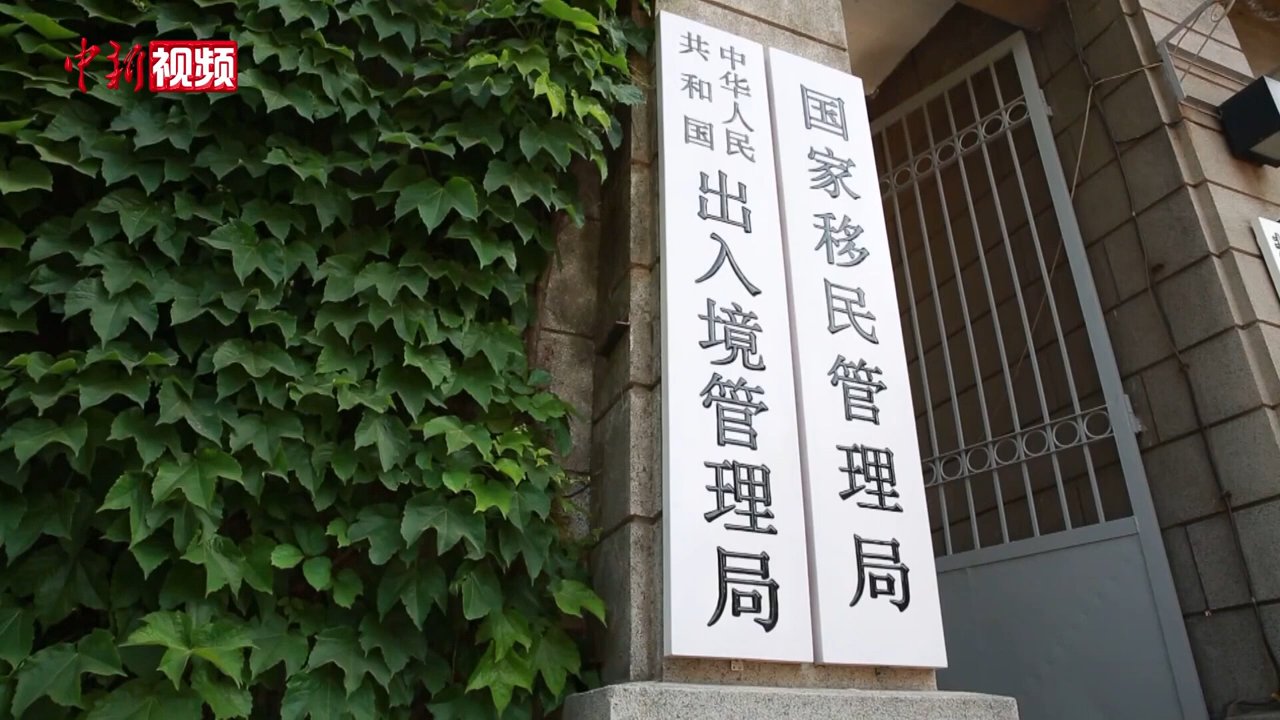 中新视频
国家移民管理局
中华人民
共和国
出入境管理局